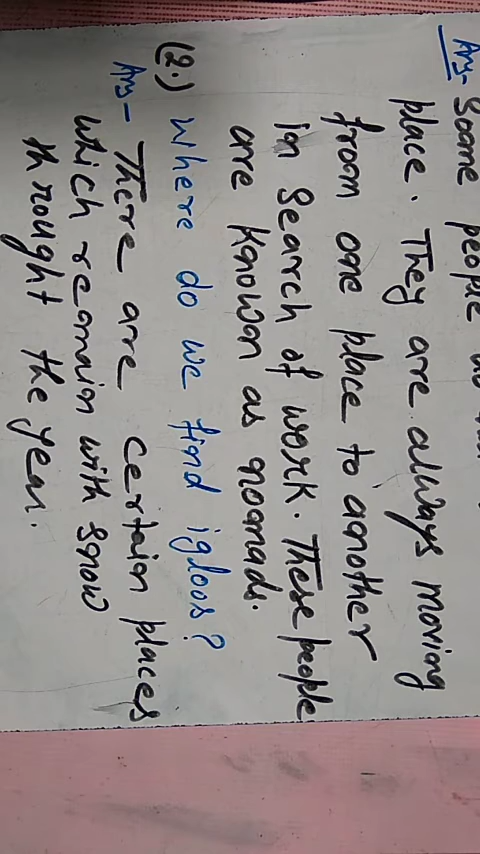 Ans- Some people do
place. They are always moving
from one place to another
in Search of work. These people
are Known as noamads.
(2.) where do we find igloos?
Ans- There are certain places
which remain with snow
throught the year.